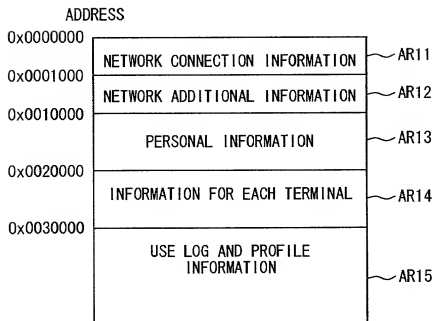 ADDRESS
0x0000000
NETWORK CONNECTION INFORMATION
AR11
0x0001000
NETWORK ADDITIONAL INFORMATION
AR12
0x0010000
PERSONAL INFORMATION
AR13
0x0020000
INFORMATION FOR EACH TERMINAL
AR14
0x0030000
USE LOG AND PROFILE
INFORMATION
AR15